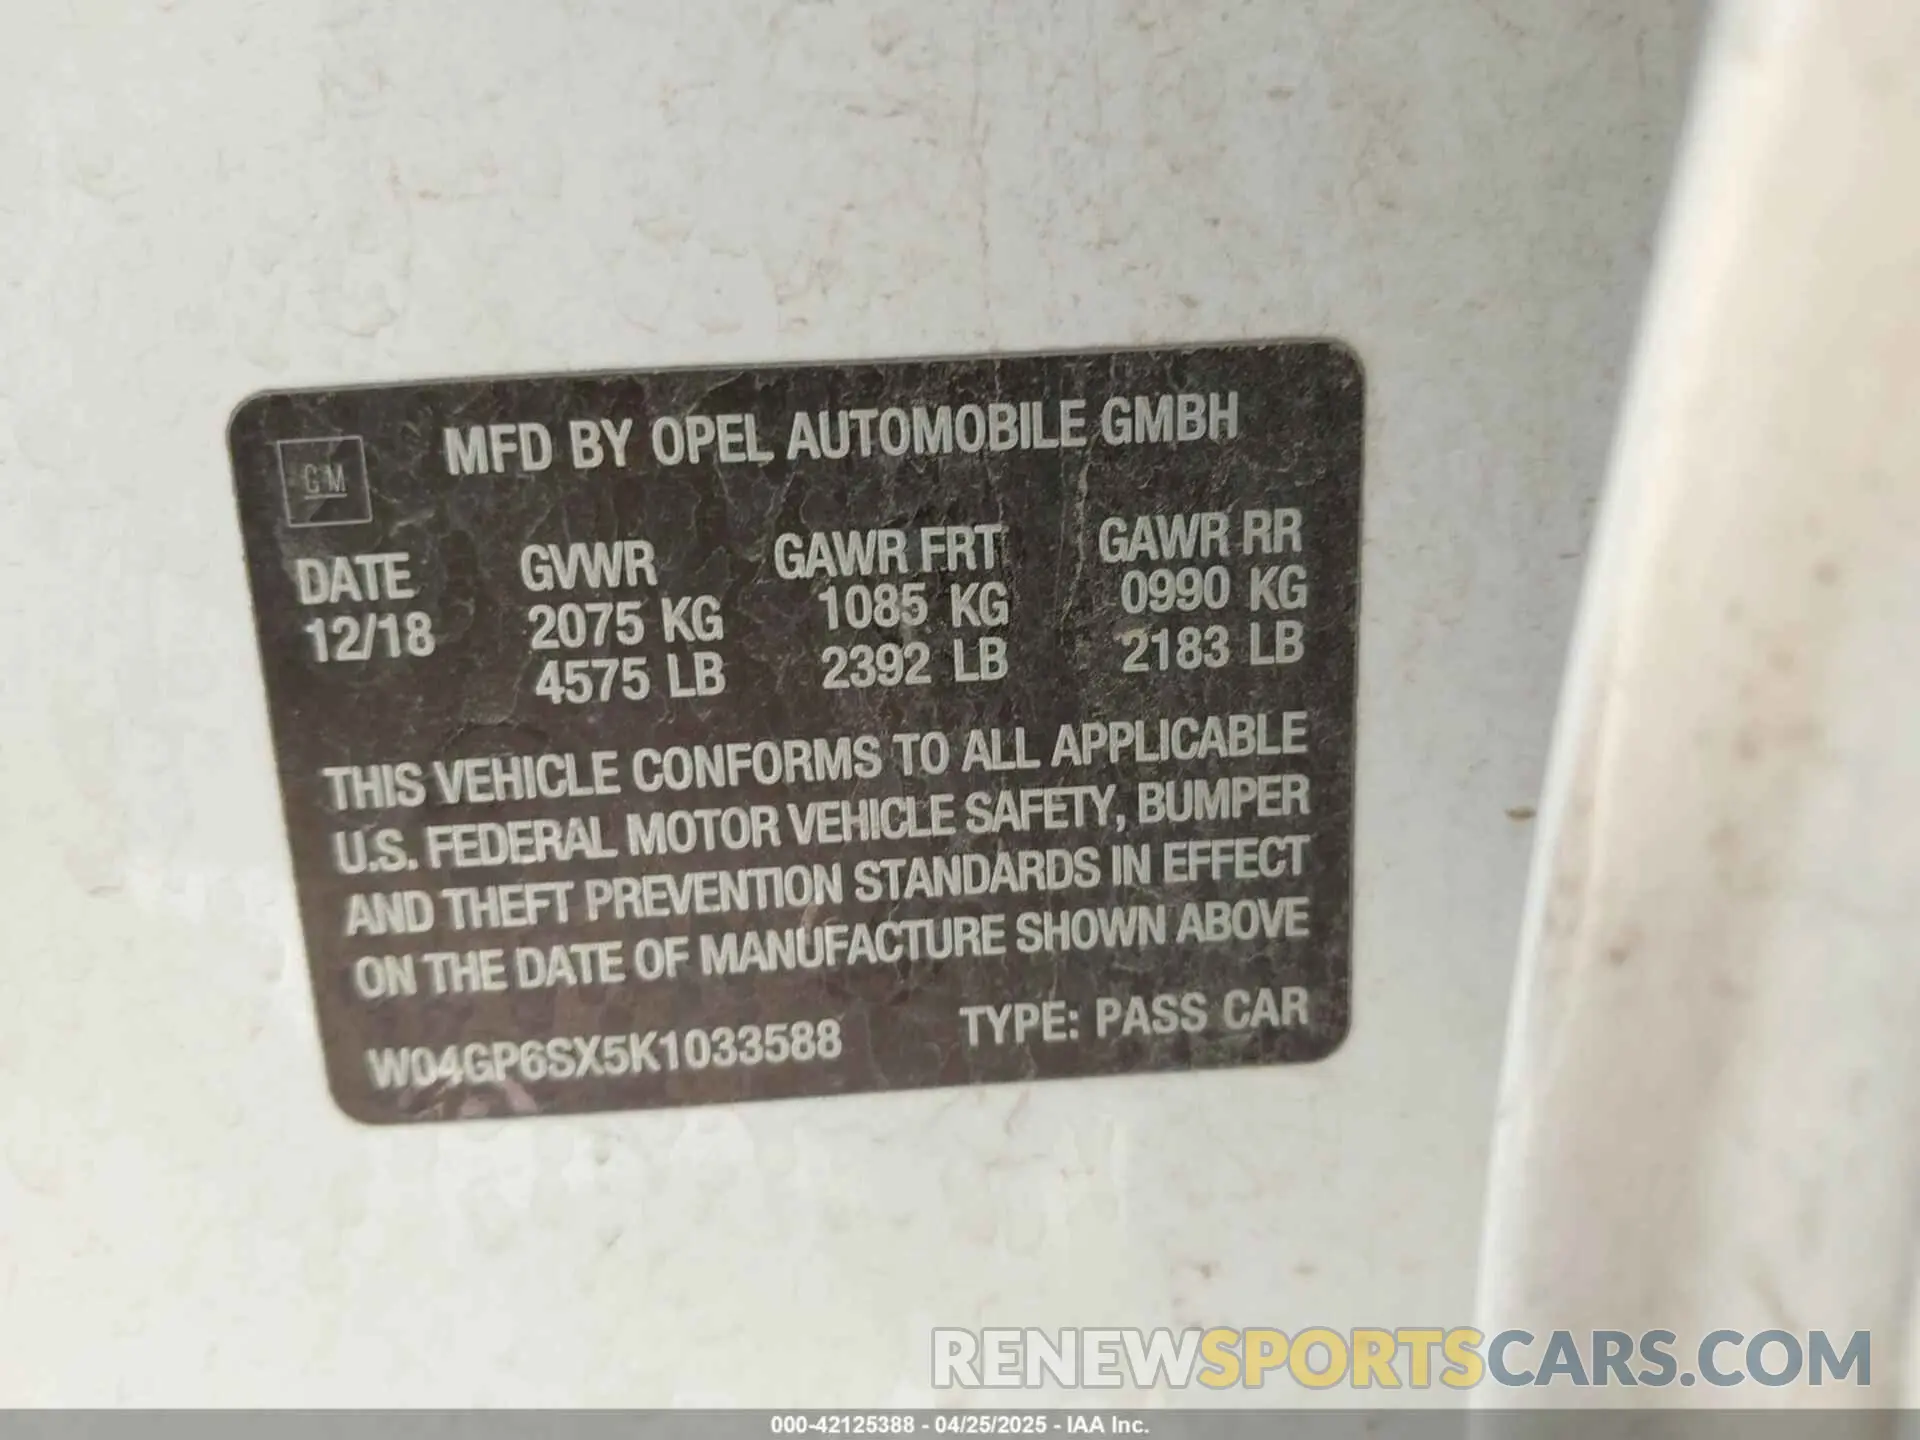 GM
MFD BY OPEL AUTOMOBILE GMBH
DATE GVWR GAWR FRT GAWR RR
12/18 2075 KG 1085 KG 0990 KG
4575 LB 2392 LB 2183 LB
THIS VEHICLE CONFORMS TO ALL APPLICABLE
U.S. FEDERAL MOTOR VEHICLE SAFETY, BUMPER
AND THEFT PREVENTION STANDARDS IN EFFECT
ON THE DATE OF MANUFACTURE SHOWN ABOVE
W04GP6SX5K1033588 TYPE: PASS CAR
RENEWSPORTSCARS.COM
000-42125388 - 04/25/2025 - IAA Inc.